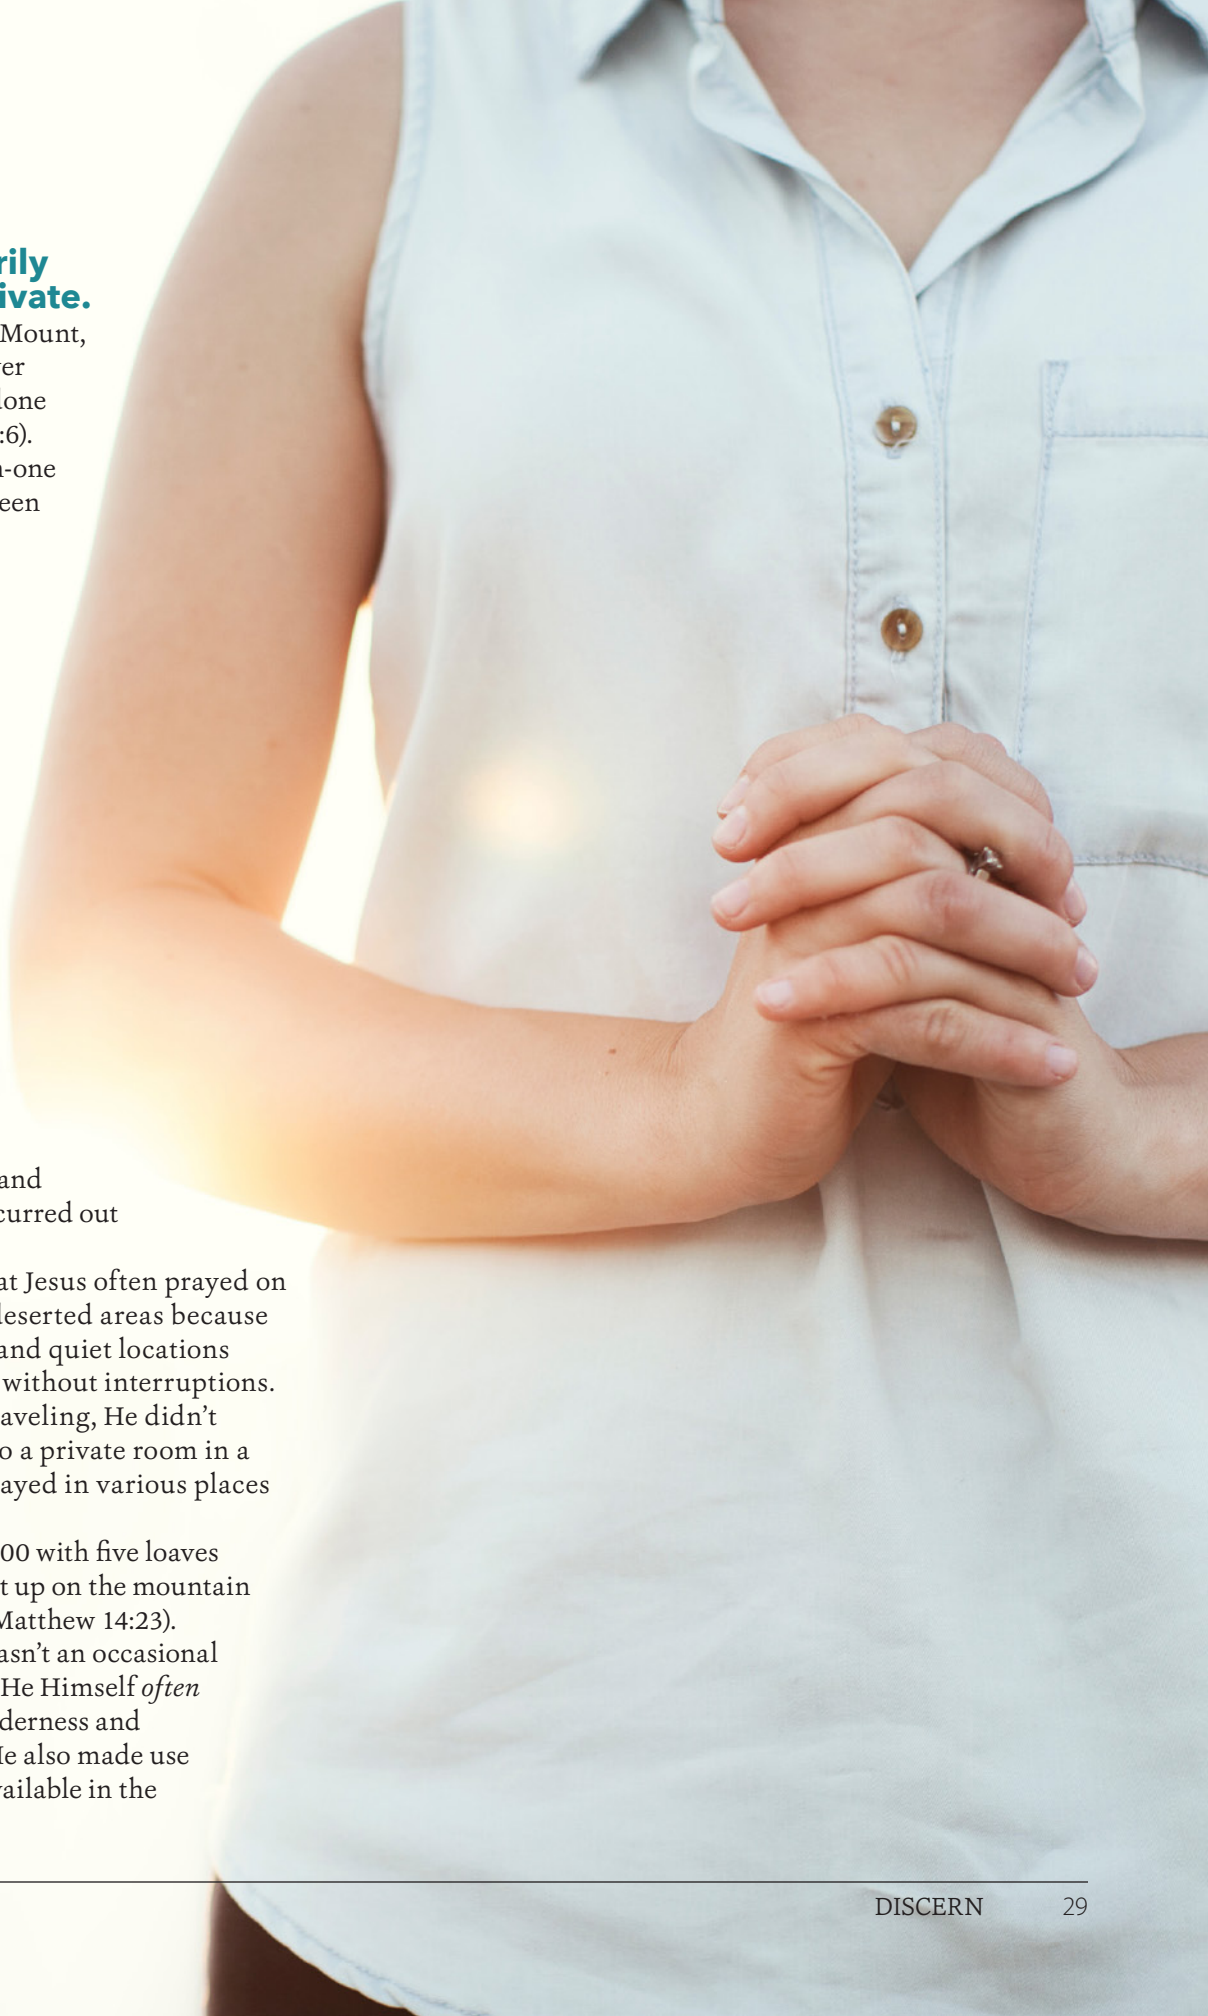 rily
ivate.
Mount,
er
lone
:6).
-one
een
and
curred out
at Jesus often prayed on
deserted areas because
and quiet locations
without interruptions.
aveling, He didn’t
o a private room in a
ayed in various places
00 with five loaves
t up on the mountain
Matthew 14:23).
asn’t an occasional
He Himself often
derness and
He also made use
ailable in the
DISCERN 29